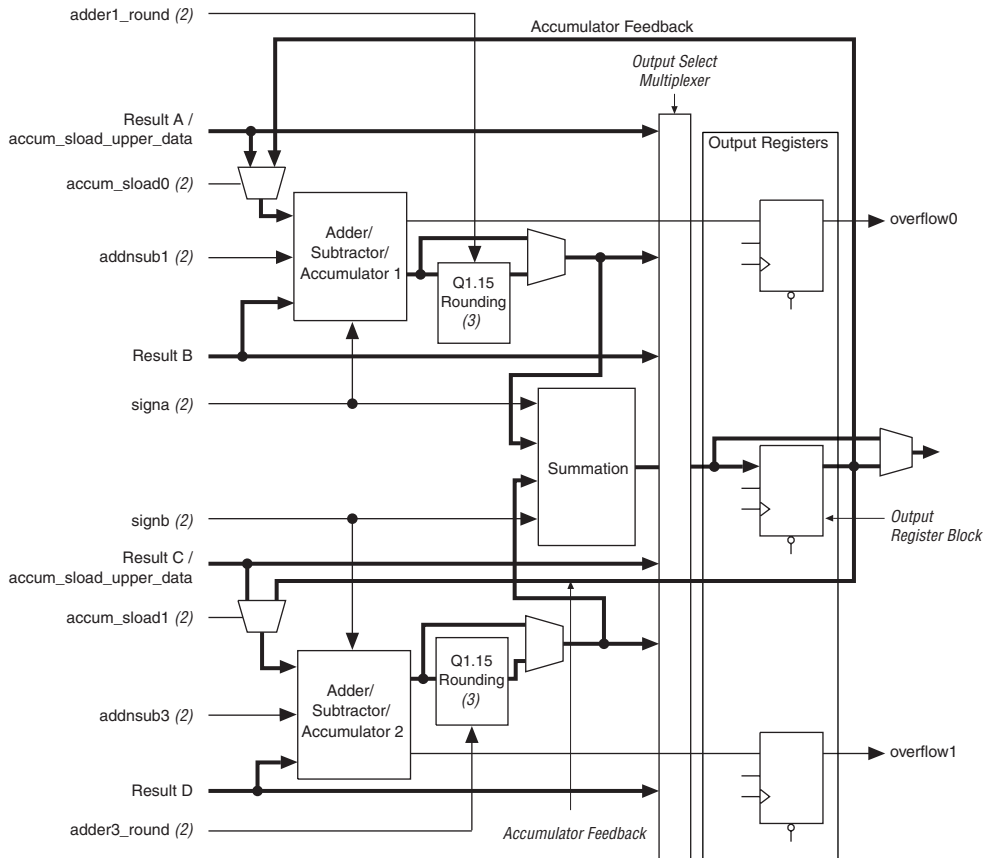 adder1_round (2)
Accumulator Feedback
Output Select
Multiplexer
Result A /
accum_sload_upper_data
Output Registers
accum_sload0 (2)
overflow0
Adder/
Subtractor/
Accumulator 1
addnsub1 (2)
Q1.15
Rounding
(3)
Result B
signa (2)
Summation
signb (2)
Output
Register Block
Result C /
accum_sload_upper_data
accum_sload1 (2)
Q1.15
Rounding
(3)
Adder/
Subtractor/
Accumulator 2
addnsub3 (2)
overflow1
Result D
adder3_round (2)
Accumulator Feedback